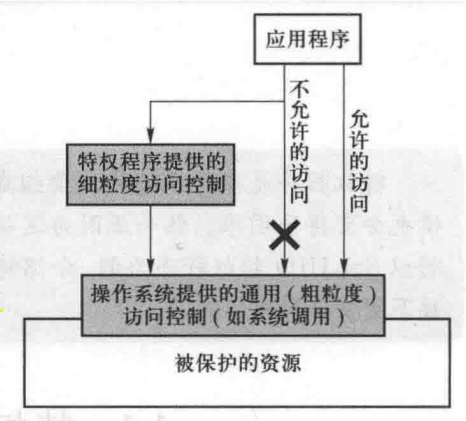 应用程序
不允许的访问
允许的访问
特权程序提供的
细粒度访问控制
操作系统提供的通用（粗粒度）
访问控制（如系统调用）
被保护的资源